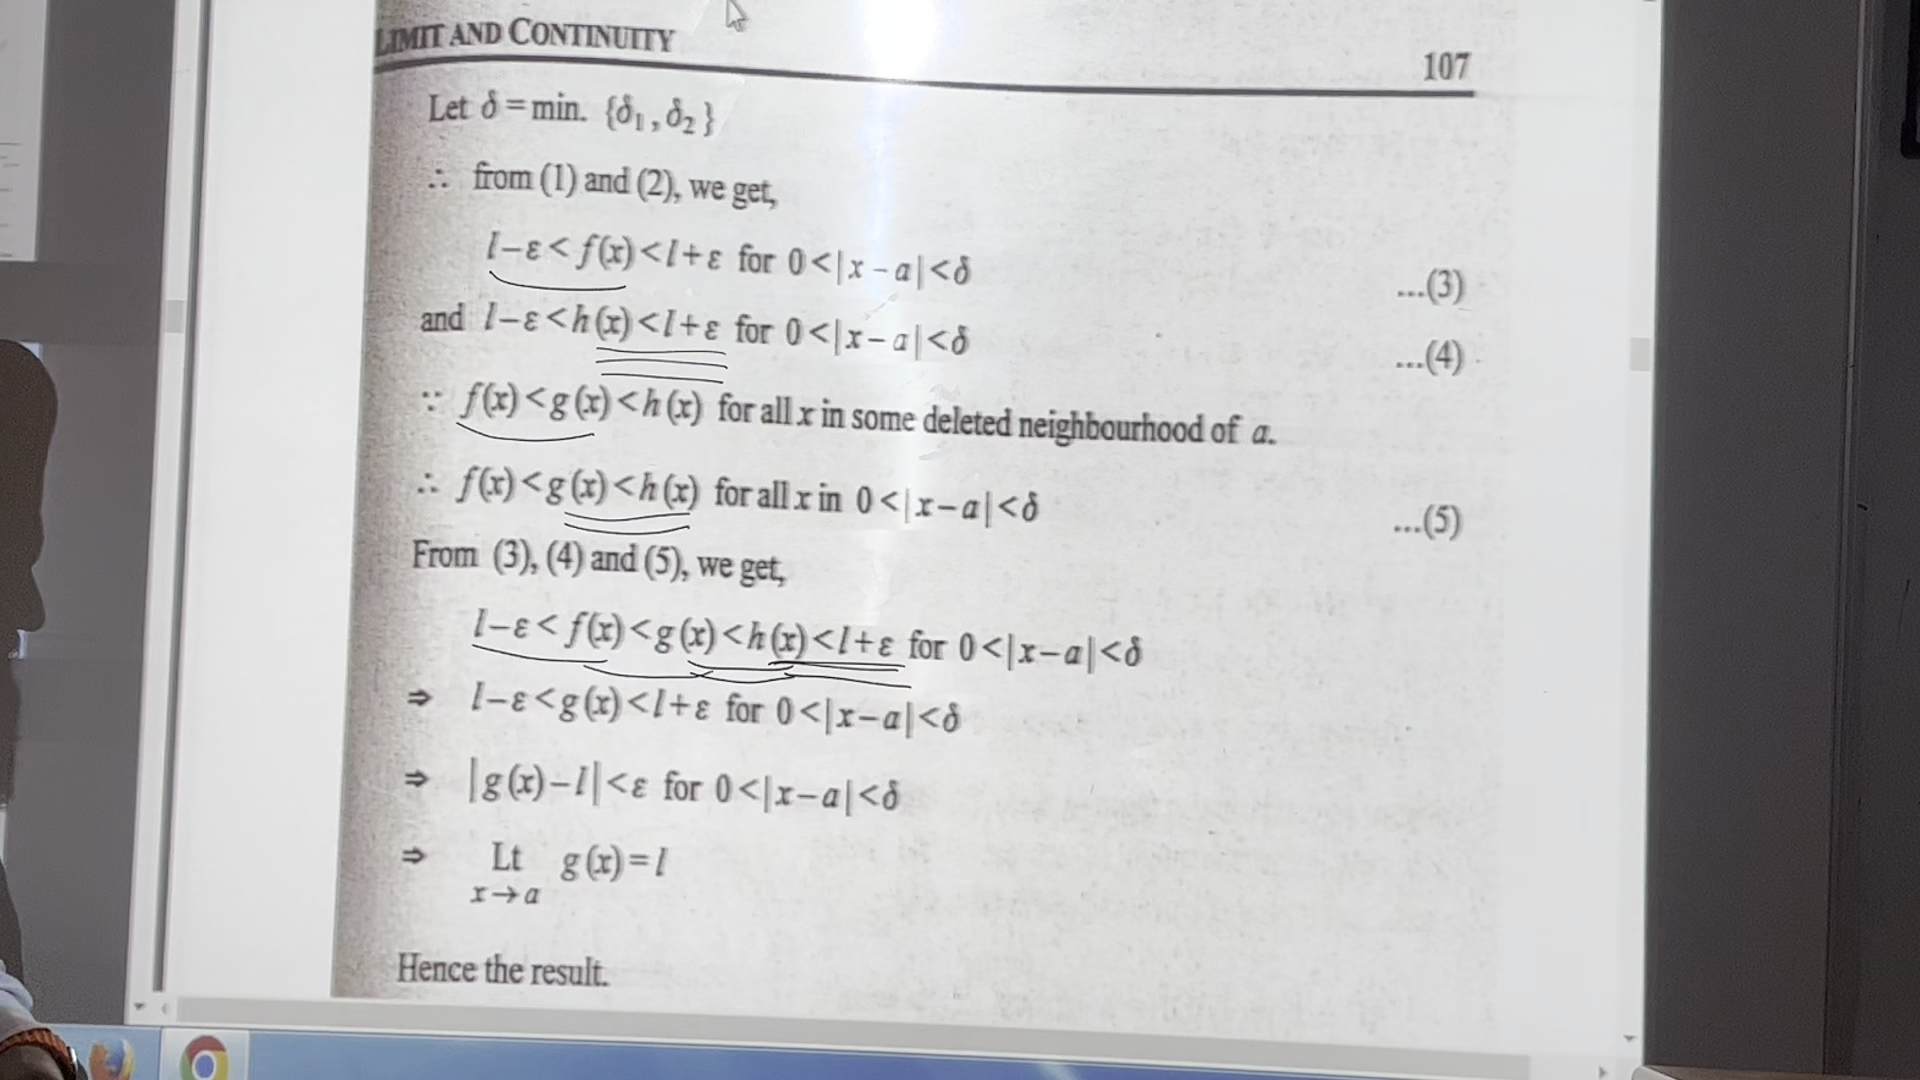 LIMIT AND CONTINUITY
107
Let δ = min. {δ₁, δ₂}
∴ from (1) and (2), we get,
l−ε < f(x) < l+ε for 0 < |x−a| < δ ...(3)
and l−ε < h(x) < l+ε for 0 < |x−a| < δ ...(4)
∵ f(x) < g(x) < h(x) for all x in some deleted neighbourhood of a.
∴ f(x) < g(x) < h(x) for all x in 0 < |x−a| < δ ...(5)
From (3), (4) and (5), we get,
l−ε < f(x) < g(x) < h(x) < l+ε for 0 < |x−a| < δ
⇒ l−ε < g(x) < l+ε for 0 < |x−a| < δ
⇒ |g(x)−l| < ε for 0 < |x−a| < δ
⇒ Lt g(x) = l
x→a
Hence the result.